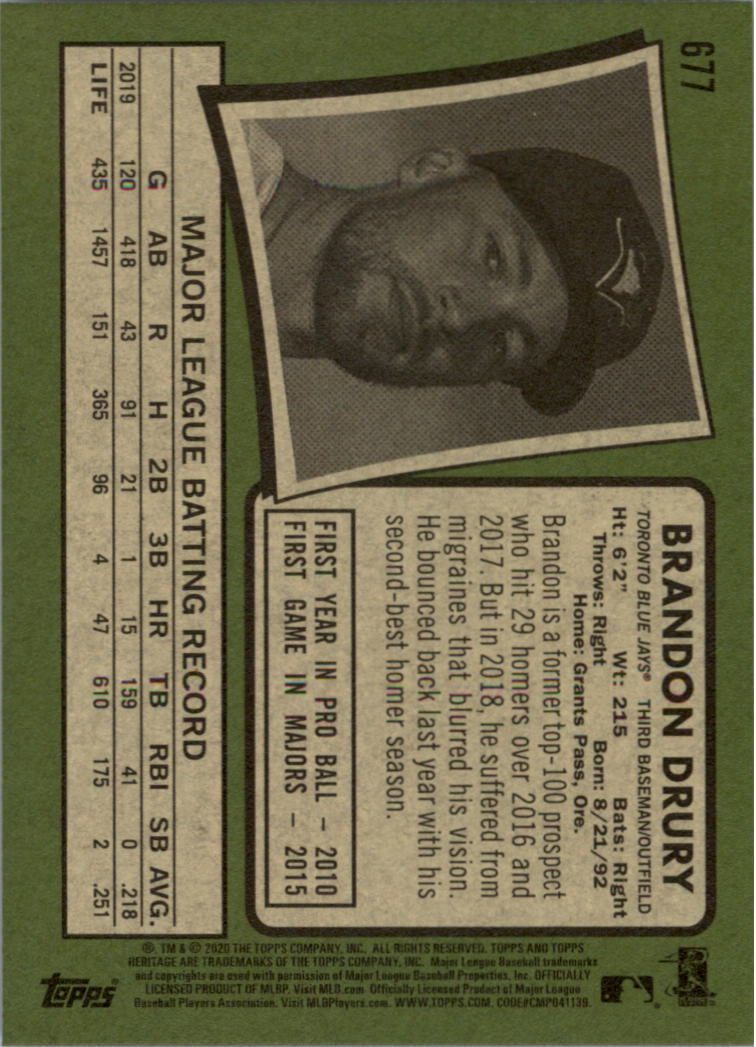 677
BRANDON DRURY
TORONTO BLUE JAYS® THIRD BASEMAN/OUTFIELD
Ht: 6'2" Wt: 215 Bats: Right
Throws: Right Born: 8/21/92
Home: Grants Pass, Ore.
Brandon is a former top-100 prospect
who hit 29 homers over 2016 and
2017. But in 2018, he suffered from
migraines that blurred his vision.
He bounced back last year with his
second-best homer season.
FIRST YEAR IN PRO BALL – 2010
FIRST GAME IN MAJORS – 2015
MAJOR LEAGUE BATTING RECORD
G AB R H 2B 3B HR TB RBI SB AVG.
2019 120 418 43 91 21 1 15 159 41 0 .218
LIFE 435 1457 151 365 96 4 47 610 175 2 .251
®, TM & © 2020 THE TOPPS COMPANY, INC. ALL RIGHTS RESERVED. TOPPS AND TOPPS
HERITAGE ARE TRADEMARKS OF THE TOPPS COMPANY, INC. Major League Baseball trademarks
and copyrights are used with permission of Major League Baseball Properties, Inc. OFFICIALLY
LICENSED PRODUCT OF MLBP. Visit MLB.com Officially Licensed Product of Major League
Baseball Players Association. Visit MLBPlayers.com. WWW.TOPPS.COM. CODE#CMP041139.
Topps